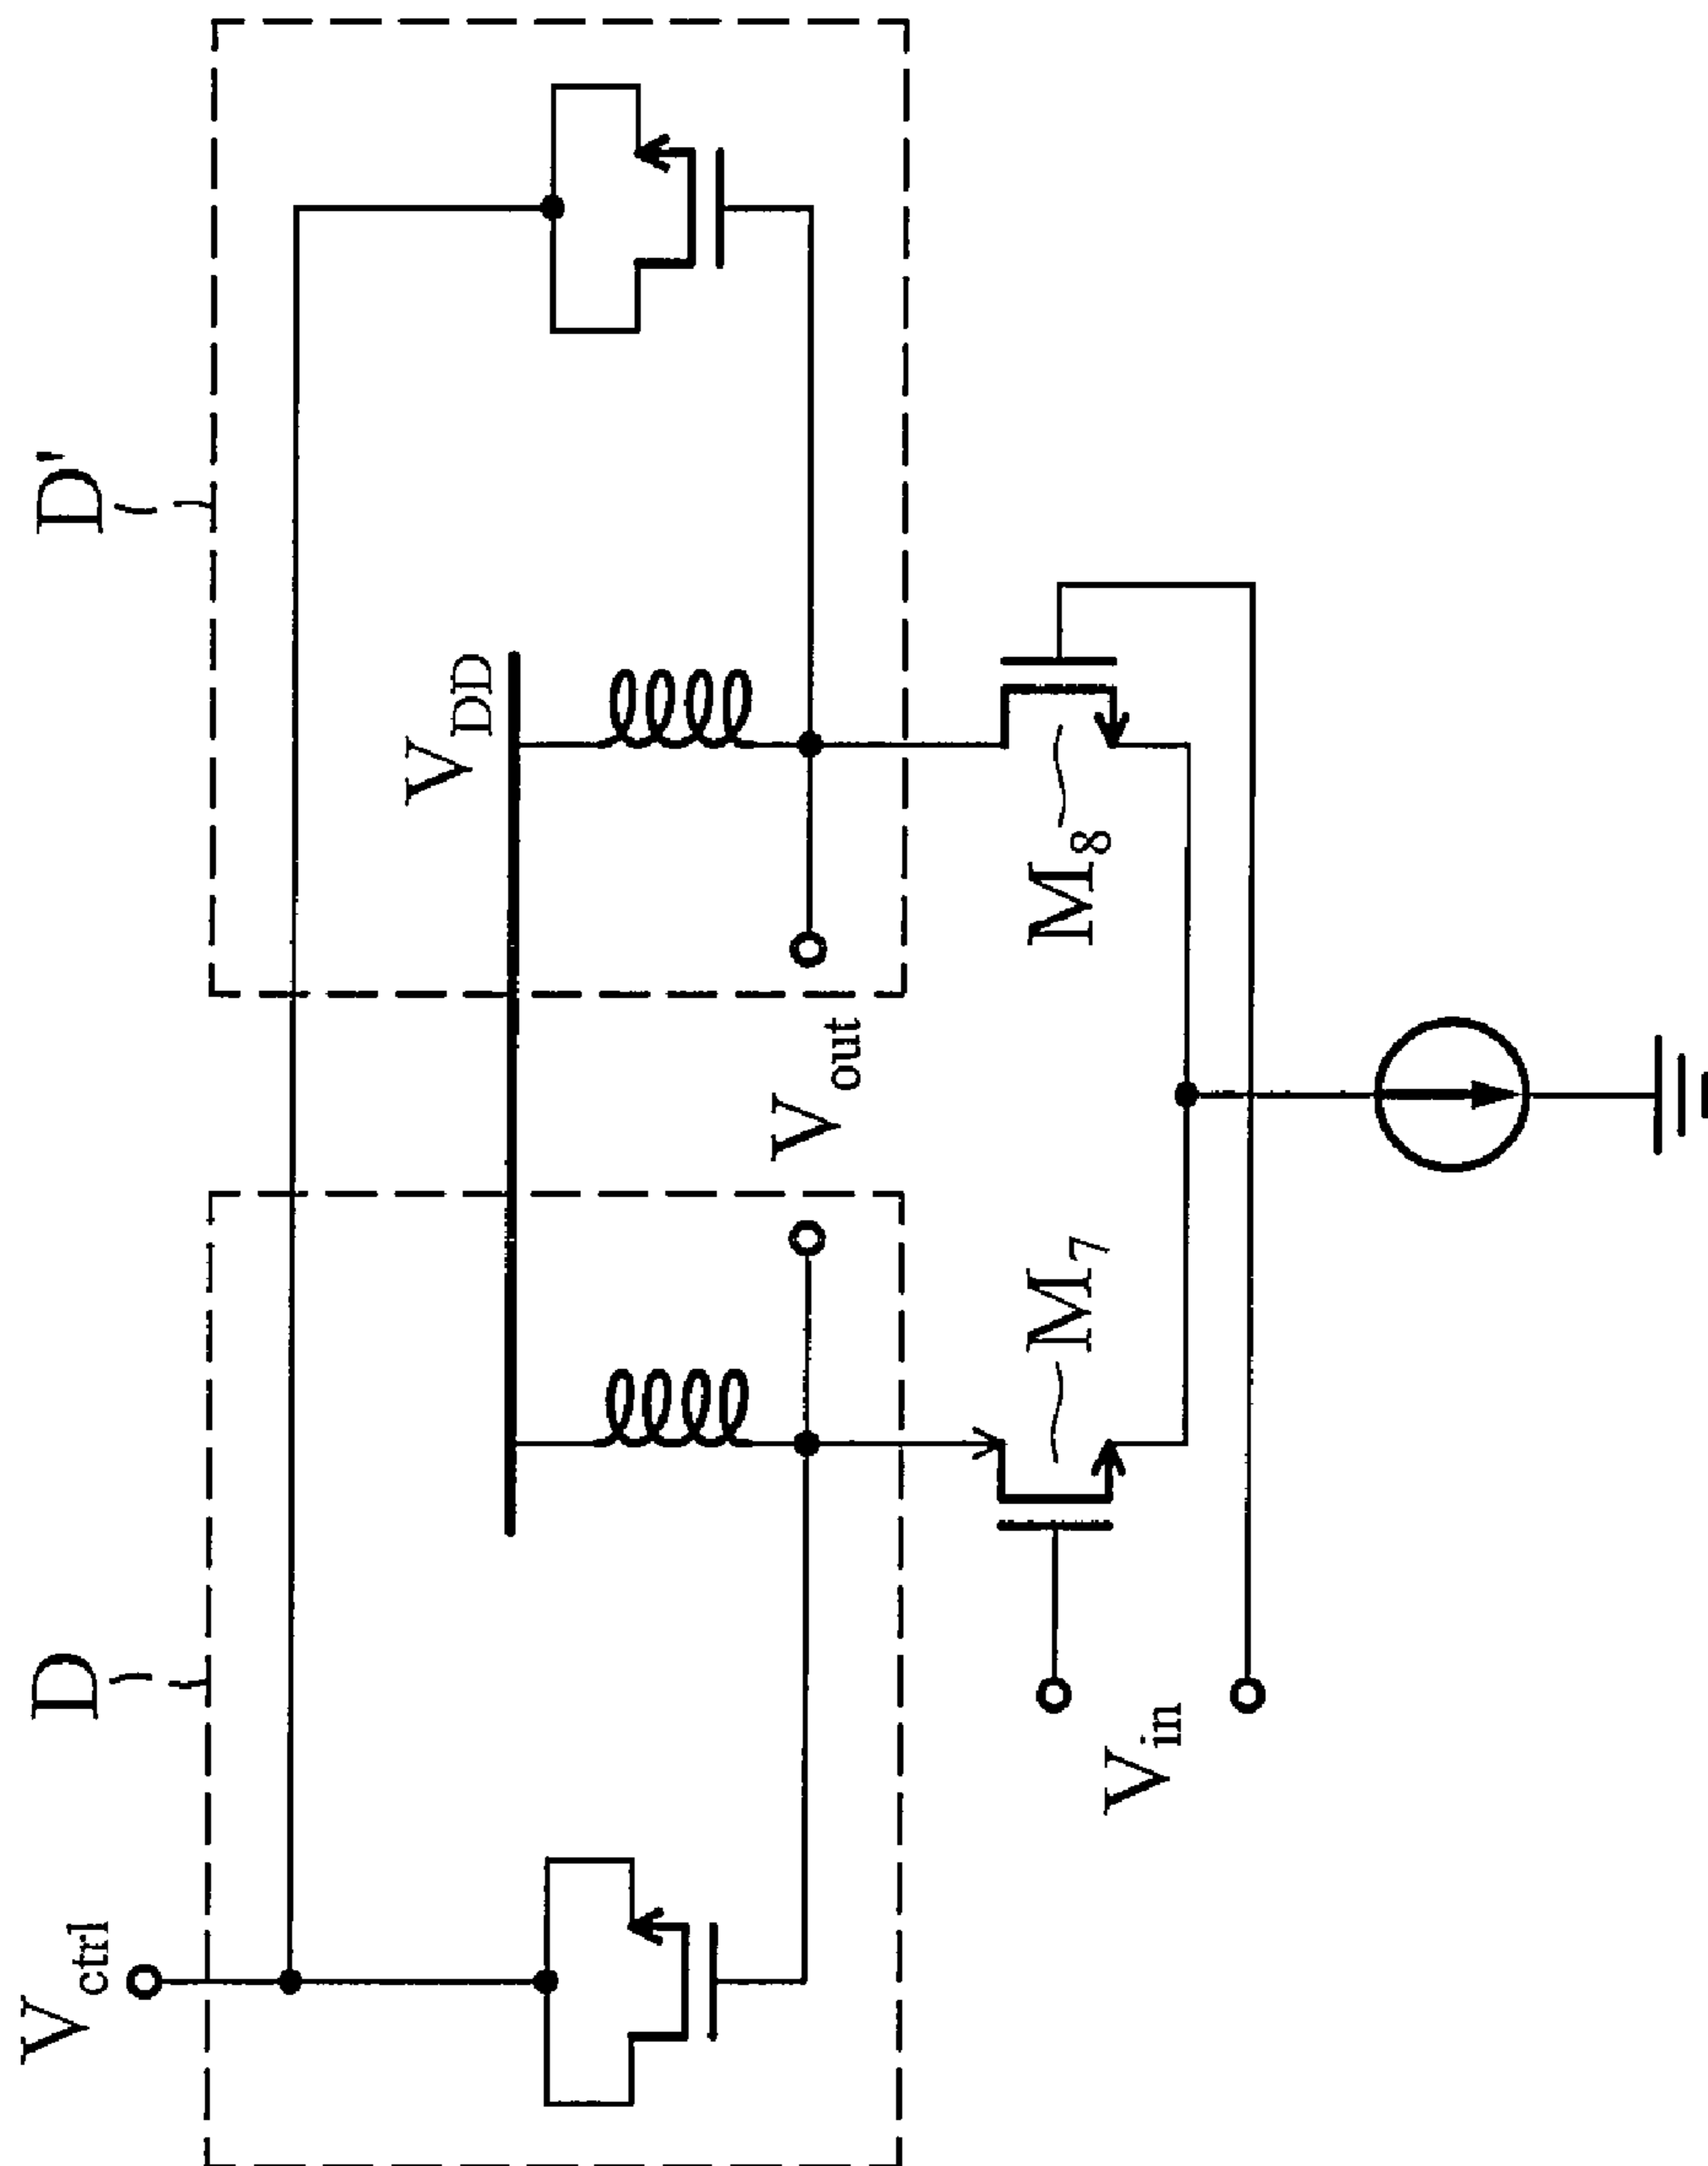 D
D'
V_ctrl
V_DD
V_out
M_7
M_8
V_in